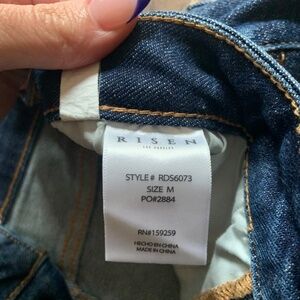 RISEN
LOS ANGELES
STYLE# RDS6073
SIZE M
PO#2884
RN#159259
HECHO EN CHINA
MADE IN CHINA